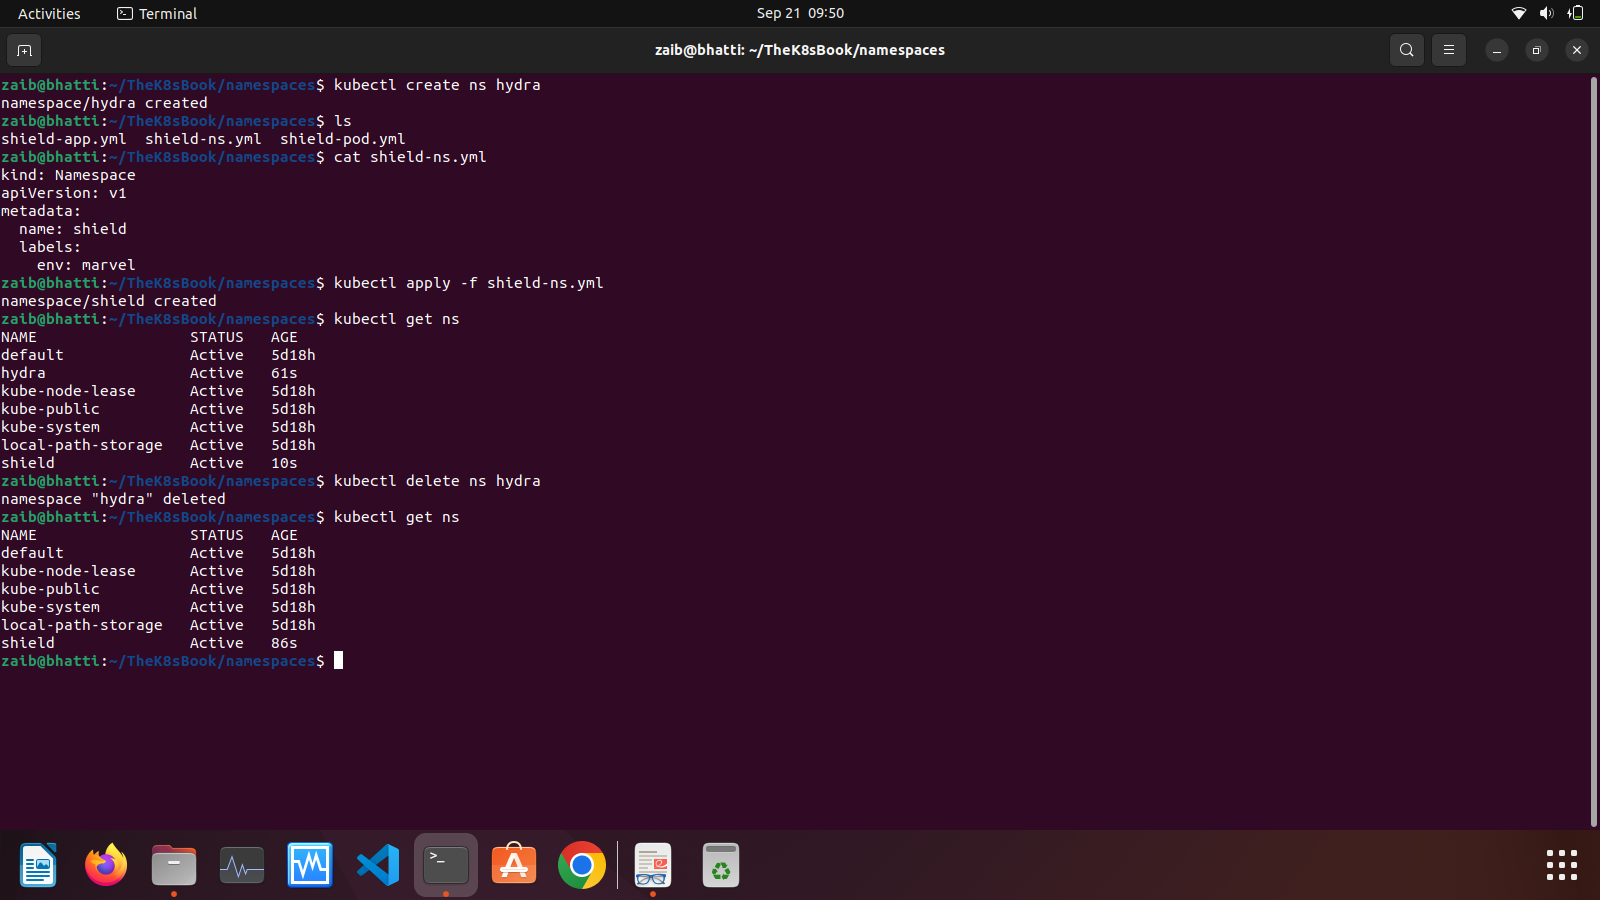 Activities Terminal Sep 21 09:50
zaib@bhatti: ~/TheK8sBook/namespaces
zaib@bhatti:~/TheK8sBook/namespaces$ kubectl create ns hydra
namespace/hydra created
zaib@bhatti:~/TheK8sBook/namespaces$ ls
shield-app.yml  shield-ns.yml  shield-pod.yml
zaib@bhatti:~/TheK8sBook/namespaces$ cat shield-ns.yml
kind: Namespace
apiVersion: v1
metadata:
  name: shield
  labels:
    env: marvel
zaib@bhatti:~/TheK8sBook/namespaces$ kubectl apply -f shield-ns.yml
namespace/shield created
zaib@bhatti:~/TheK8sBook/namespaces$ kubectl get ns
NAME                 STATUS   AGE
default              Active   5d18h
hydra                Active   61s
kube-node-lease      Active   5d18h
kube-public          Active   5d18h
kube-system          Active   5d18h
local-path-storage   Active   5d18h
shield               Active   10s
zaib@bhatti:~/TheK8sBook/namespaces$ kubectl delete ns hydra
namespace "hydra" deleted
zaib@bhatti:~/TheK8sBook/namespaces$ kubectl get ns
NAME                 STATUS   AGE
default              Active   5d18h
kube-node-lease      Active   5d18h
kube-public          Active   5d18h
kube-system          Active   5d18h
local-path-storage   Active   5d18h
shield               Active   86s
zaib@bhatti:~/TheK8sBook/namespaces$